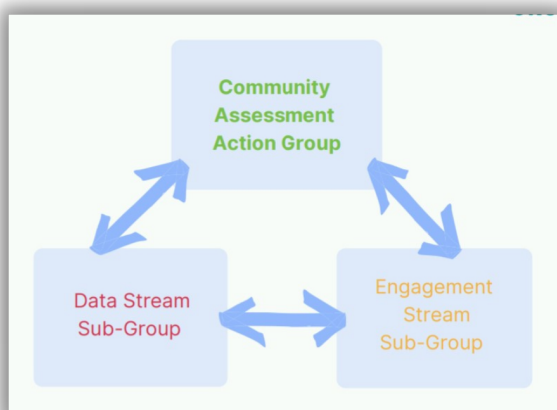 Community
Assessment
Action Group
Data Stream
Sub-Group
Engagement
Stream
Sub-Group